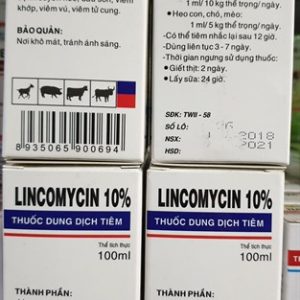 khớp, viêm vú, viêm tử cung.
BẢO QUẢN:
Nơi khô mát, tránh ánh sáng.
8 935065 900694
1 ml/10 kg thể trọng/ ngày.
- Heo con, chó, mèo:
1 ml/ 5 kg thể trọng/ ngày.
- Có thể tiêm nhắc lại sau 12 giờ.
- Dùng liên tục 3 - 7 ngày.
- Thời gian ngưng sử dụng thuốc:
• Giết thịt: 2 ngày.
• Lấy sữa: 24 giờ.
SĐK: TWII - 58
SỐ LÔ:
NSX: 2018
HSD: 2021
LINCOMYCIN 10%
THUỐC DUNG DỊCH TIÊM
Thể tích thực
100ml
THÀNH PHẦN:
LINCOMYCIN 10%
THUỐC DUNG DỊCH TIÊM
Thể tích thực
100ml
THÀNH PHẦN: